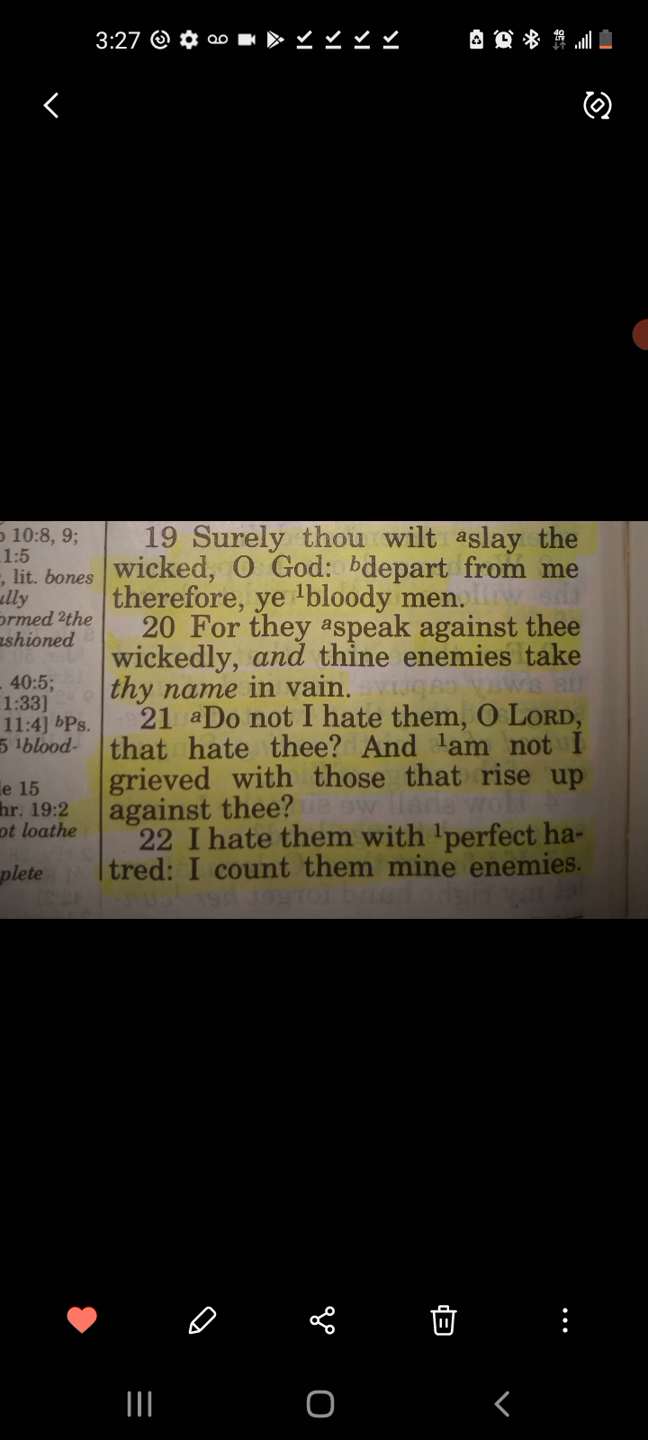 3:27
4G
LTE
o 10:8, 9;
1:5
, lit. bones
ully
ormed ²the
ashioned
. 40:5;
1:33]
11:4] ᵇPs.
5 ¹blood-
le 15
hr. 19:2
ot loathe
plete
19 Surely thou wilt ᵃslay the
wicked, O God: ᵇdepart from me
therefore, ye ¹bloody men.
20 For they ᵃspeak against thee
wickedly, and thine enemies take
thy name in vain.
21 ᵃDo not I hate them, O LORD,
that hate thee? And ¹am not I
grieved with those that rise up
against thee?
22 I hate them with ¹perfect ha-
tred: I count them mine enemies.